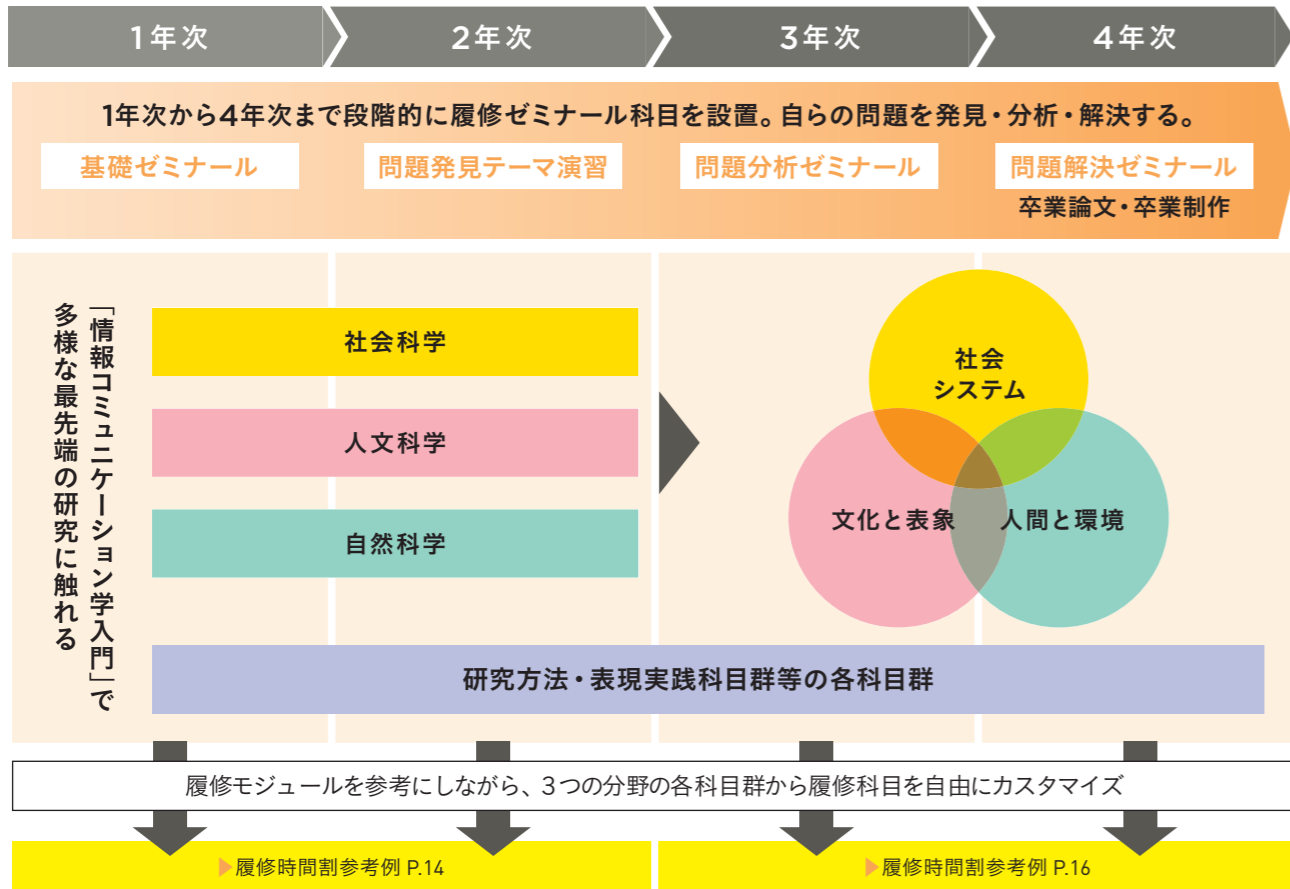 1年次
2年次
3年次
4年次
1年次から4年次まで段階的に履修ゼミナール科目を設置。自らの問題を発見・分析・解決する。
基礎ゼミナール
問題発見テーマ演習
問題分析ゼミナール
問題解決ゼミナール
卒業論文・卒業制作
「情報コミュニケーション学入門」で
多様な最先端の研究に触れる
社会科学
人文科学
自然科学
社会
システム
文化と表象
人間と環境
研究方法・表現実践科目群等の各科目群
履修モジュールを参考にしながら、3つの分野の各科目群から履修科目を自由にカスタマイズ
▶履修時間割参考例 P.14
▶履修時間割参考例 P.16